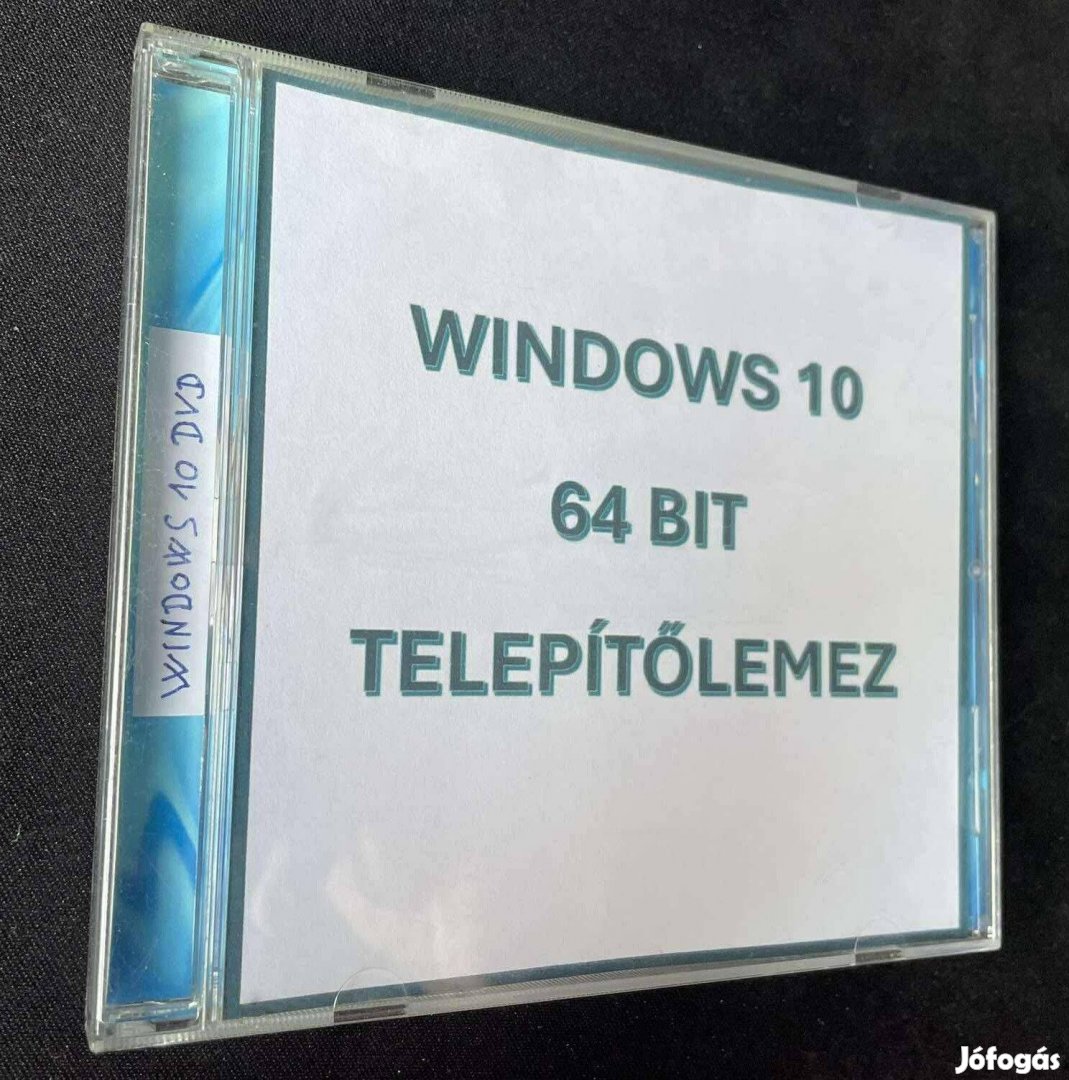 WINDOWS 10 DVD
WINDOWS 10
64 BIT
TELEPÍTŐLEMEZ
Jófogás